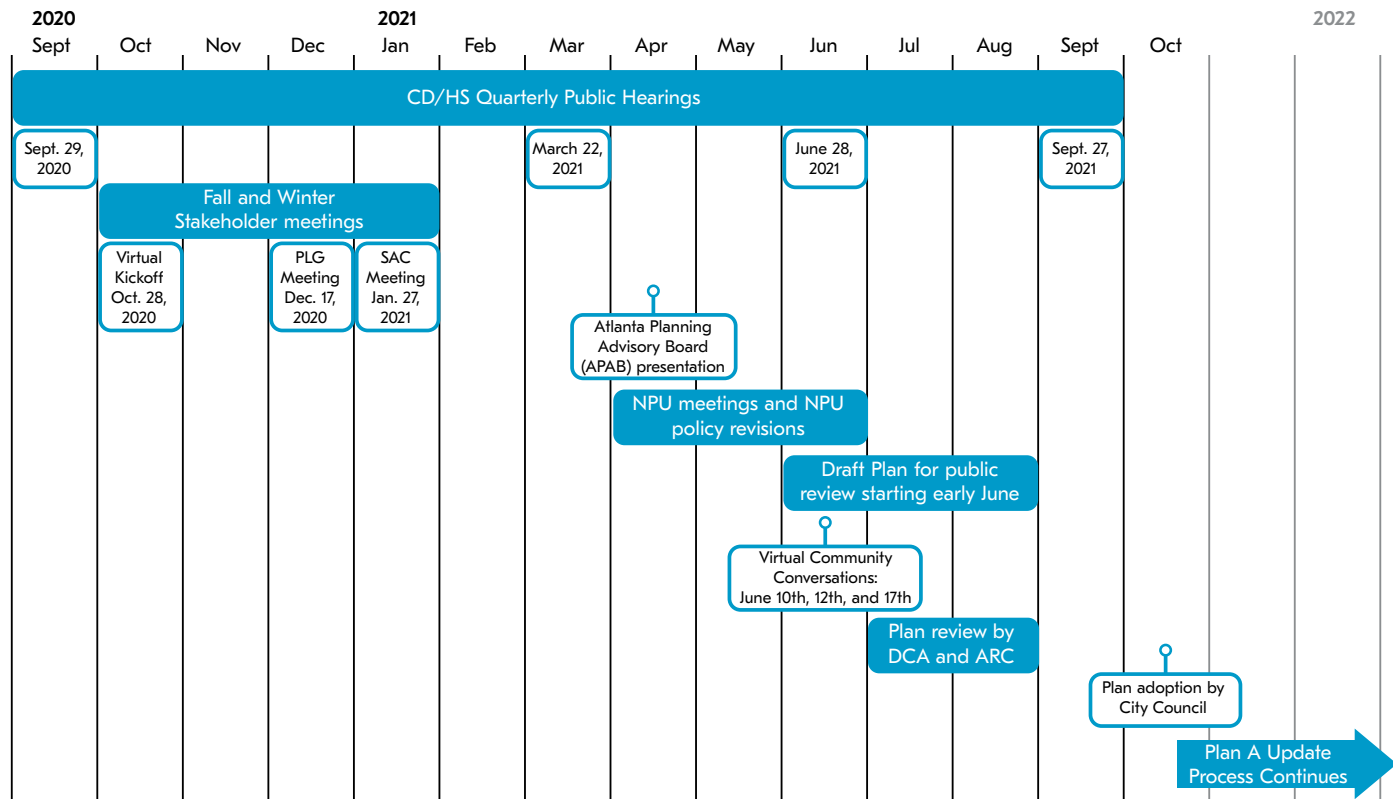 2020 2021 2022
Sept Oct Nov Dec Jan Feb Mar Apr May Jun Jul Aug Sept Oct
CD/HS Quarterly Public Hearings
Sept. 29,
2020
March 22,
2021
June 28,
2021
Sept. 27,
2021
Fall and Winter
Stakeholder meetings
Virtual
Kickoff
Oct. 28,
2020
PLG
Meeting
Dec. 17,
2020
SAC
Meeting
Jan. 27,
2021
Atlanta Planning
Advisory Board
(APAB) presentation
NPU meetings and NPU
policy revisions
Draft Plan for public
review starting early June
Virtual Community
Conversations:
June 10th, 12th, and 17th
Plan review by
DCA and ARC
Plan adoption by
City Council
Plan A Update
Process Continues